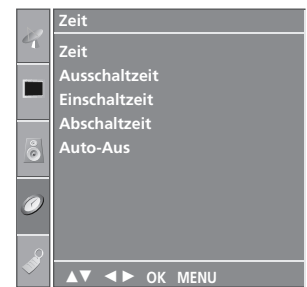 Zeit
Zeit
Ausschaltzeit
Einschaltzeit
Abschaltzeit
Auto-Aus
▲▼ ◄► OK MENU